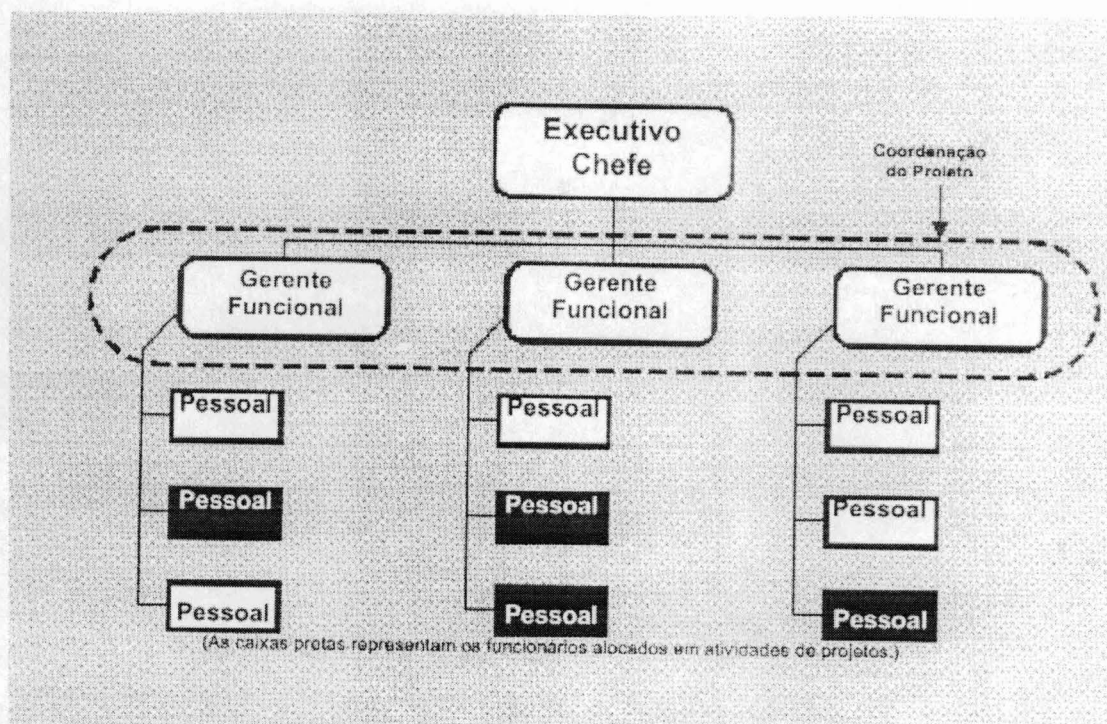 Executivo
Chefe
Coordenação
do Projeto
Gerente
Funcional
Gerente
Funcional
Gerente
Funcional
Pessoal
Pessoal
Pessoal
Pessoal
Pessoal
Pessoal
Pessoal
Pessoal
Pessoal
(As caixas pretas representam os funcionários alocados em atividades de projetos.)